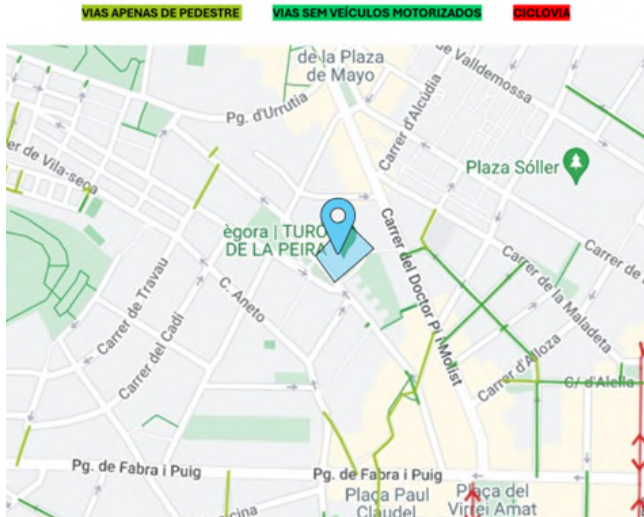 VIAS APENAS DE PEDESTRE
VIAS SEM VEÍCULOS MOTORIZADOS
CICLOVIA
de la Plaza
de Mayo
de Valldemossa
Pg. d'Urrutia
Carrer d'Alcúdia
er de Vila-seca
Plaza Sóller
ègora | TURÓ
DE LA PEIRA
Carrer de
Carrer del Doctor Pi i Molist
Carrer de la Maladeta
C. Aneto
Carrer de Travau
Carrer del Cadí
Carrer d'Alloza
C/ d'Alella
Pg. de Fabra i Puig
Pg. de Fabra i Puig
Plaça Paul
Claudel
Plaça del
Virrei Amat